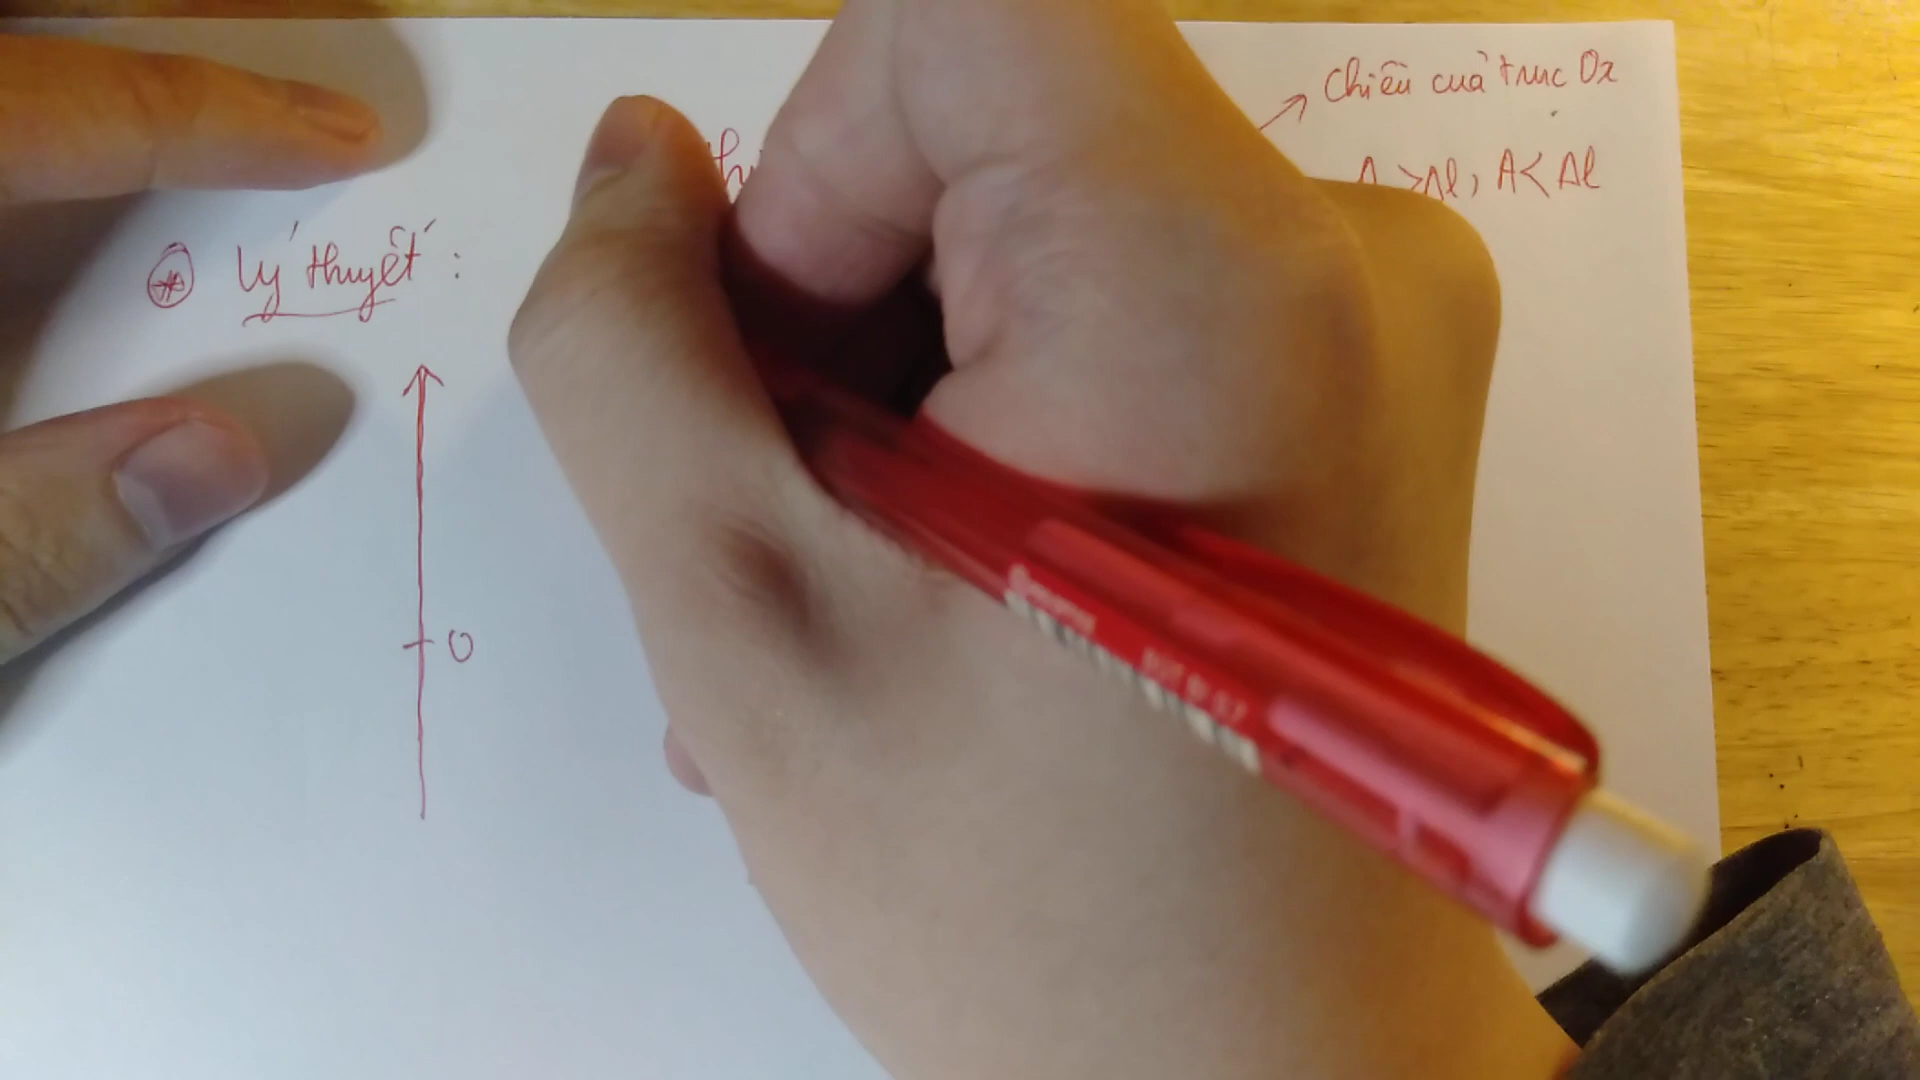 Chiều của trục Ox
A > Δl, A < Δl
Lý thuyết :
O